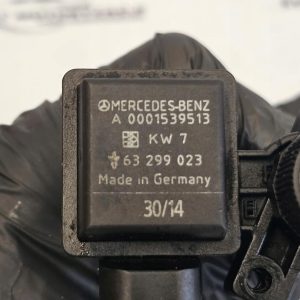 MERCEDES-BENZ
A 0001539513
KW 7
63 299 023
Made in Germany
30/14